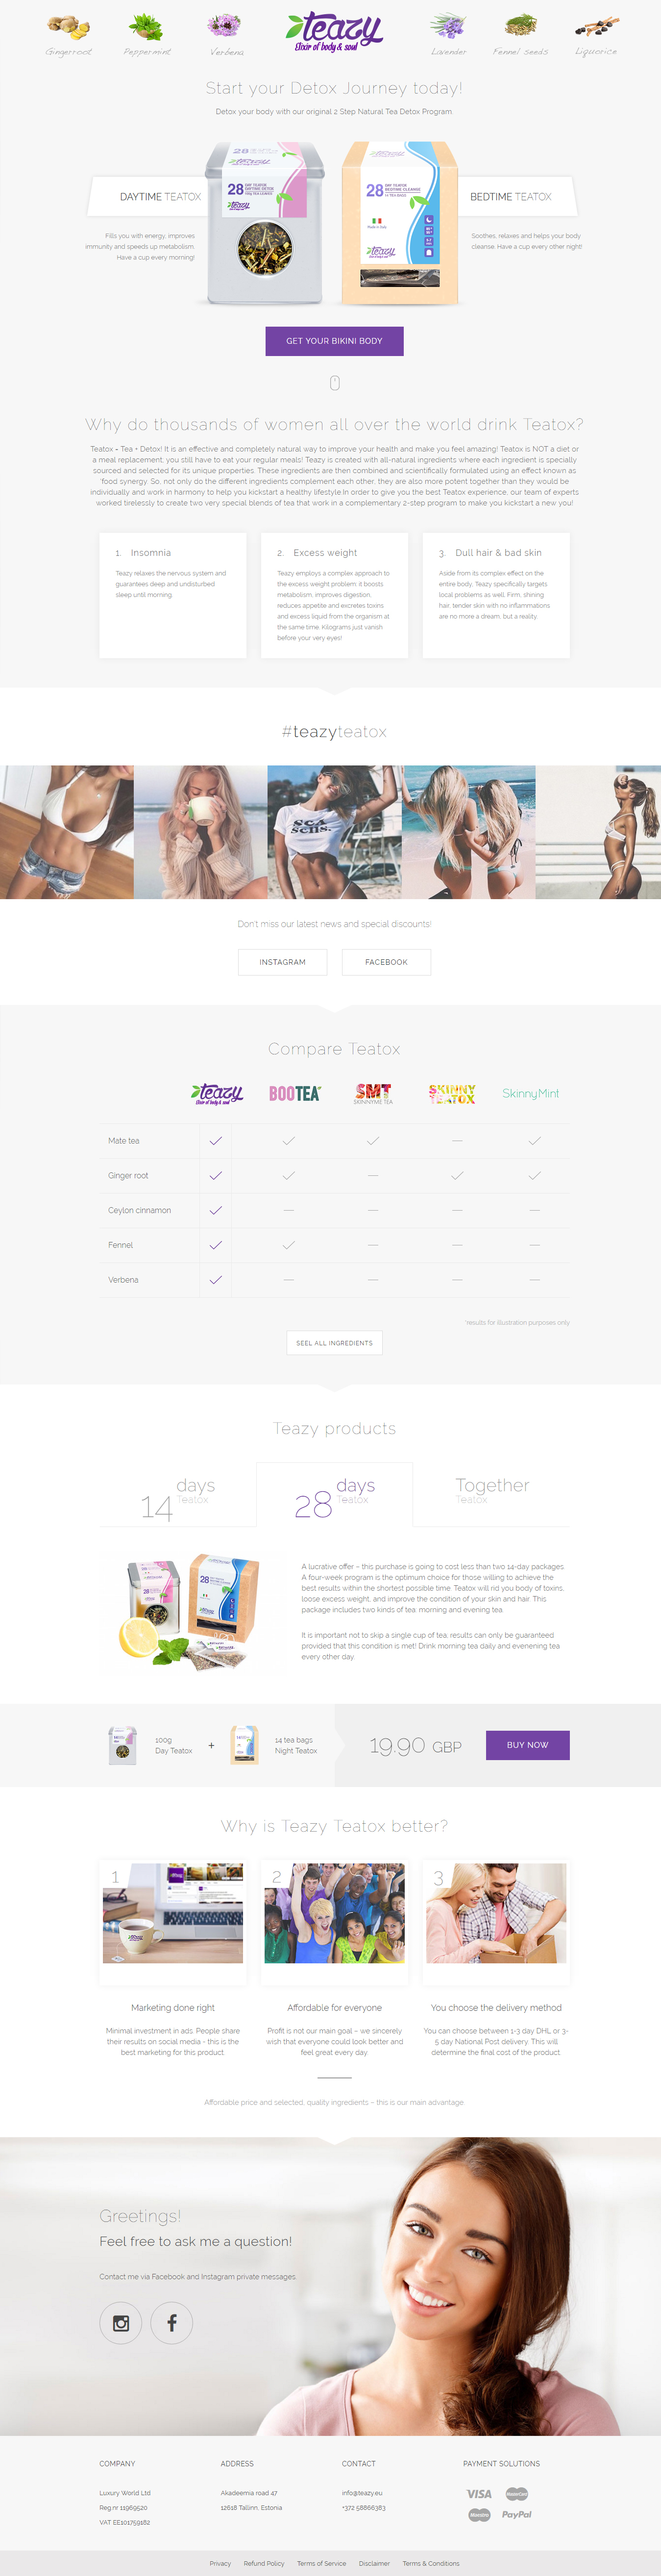 Gingerroot
Peppermint
Verbena
Teazy
Elixir of body & soul
Lavender
Fennel seeds
Liquorice
Start your Detox Journey today!
Detox your body with our original 2 Step Natural Tea Detox Program
DAYTIME TEATOX
Fills you with energy, improves
immunity and speeds up metabolism.
Have a cup every morning!
28
Teazy
28
Made in Italy
Teazy
BEDTIME TEATOX
Soothes, relaxes and helps your body
cleanse. Have a cup every other night!
GET YOUR BIKINI BODY
Why do thousands of women all over the world drink Teatox?
Teatox = Tea + Detox! It is an effective and completely natural way to improve your health and make you feel amazing! Teatox is NOT a diet or
a meal replacement; you still have to eat your regular meals! Teazy is created with all-natural ingredients where each ingredient is specially
sourced and selected for its unique properties. These ingredients are then combined and scientifically formulated using an effect known as
'food synergy. So, not only do the different ingredients complement each other, they are also more potent together than they would be
individually and work in harmony to help you kickstart a healthy lifestyle.In order to give you the best Teatox experience, our team of experts
worked tirelessly to create two very special blends of tea that work in a complementary 2-step program to make you kickstart a new you!
1. Insomnia
Teazy relaxes the nervous system and
guarantees deep and undisturbed
sleep until morning.
2. Excess weight
Teazy employs a complex approach to
the excess weight problem: it boosts
metabolism, improves digestion,
reduces appetite and excretes toxins
and excess liquid from the organism at
the same time. Kilograms just vanish
before your very eyes!
3. Dull hair & bad skin
Aside from its complex effect on the
entire body, Teazy specifically targets
local problems as well. Firm, shining
hair, tender skin with no inflammations
are no more a dream, but a reality.
#teazyteatox
SEA
SCHS.
Don't miss our latest news and special discounts!
INSTAGRAM
FACEBOOK
Compare Teatox
Teazy
Elixir of body & soul
BOOTEA
SMT
SKINNYME TEA
SKINNY
TEATOX
SkinnyMint
Mate tea
Ginger root
Ceylon cinnamon
Fennel
Verbena
*results for illustration purposes only
SEEL ALL INGREDIENTS
Teazy products
14 days
Teatox
28 days
Teatox
Together
Teatox
A lucrative offer – this purchase is going to cost less than two 14-day packages.
A four-week program is the optimum choice for those willing to achieve the
best results within the shortest possible time. Teatox will rid you body of toxins,
loose excess weight, and improve the condition of your skin and hair. This
package includes two kinds of tea: morning and evening tea.
It is important not to skip a single cup of tea, results can only be guaranteed
provided that this condition is met! Drink morning tea daily and evenening tea
every other day.
100g
Day Teatox
+
14 tea bags
Night Teatox
19.90 GBP
BUY NOW
Why is Teazy Teatox better?
1
2
3
Marketing done right
Minimal investment in ads. People share
their results on social media - this is the
best marketing for this product.
Affordable for everyone
Profit is not our main goal – we sincerely
wish that everyone could look better and
feel great every day
You choose the delivery method
You can choose between 1-3 day DHL or 3-
5 day National Post delivery. This will
determine the final cost of the product.
Affordable price and selected, quality ingredients – this is our main advantage.
Greetings!
Feel free to ask me a question!
Contact me via Facebook and Instagram private messages
COMPANY
Luxury World Ltd
Reg.nr 11969520
VAT EE101759182
ADDRESS
Akadeemia road 47
12618 Tallinn, Estonia
CONTACT
info@teazy.eu
+372 58866383
PAYMENT SOLUTIONS
VISA
MasterCard
Maestro
PayPal
Privacy
Refund Policy
Terms of Service
Disclaimer
Terms & Conditions